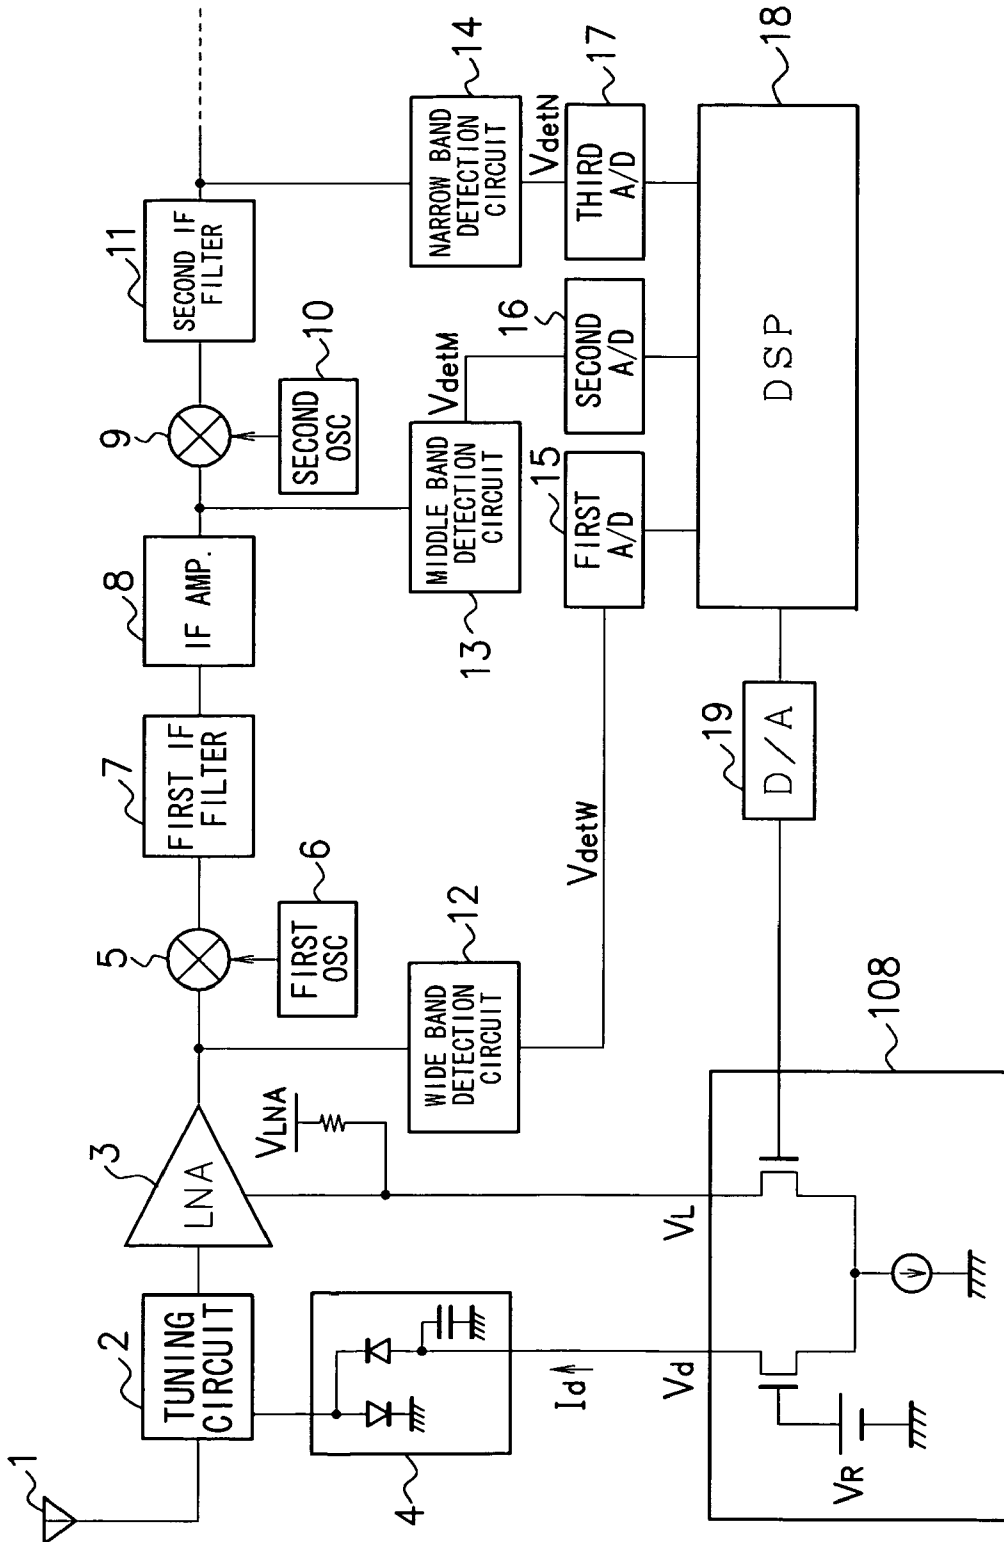 1
2
TUNING
CIRCUIT
3
LNA
5
FIRST
OSC
6
7
FIRST IF
FILTER
8
IF AMP.
9
SECOND
OSC
10
11
SECOND IF
FILTER
4
VLNA
WIDE BAND
DETECTION
CIRCUIT
12
MIDDLE BAND
DETECTION
CIRCUIT
13
NARROW BAND
DETECTION
CIRCUIT
14
VdetW
VdetM
VdetN
FIRST
A/D
15
SECOND
A/D
16
THIRD
A/D
17
DSP
18
D/A
19
Id
Vd
VL
VR
108